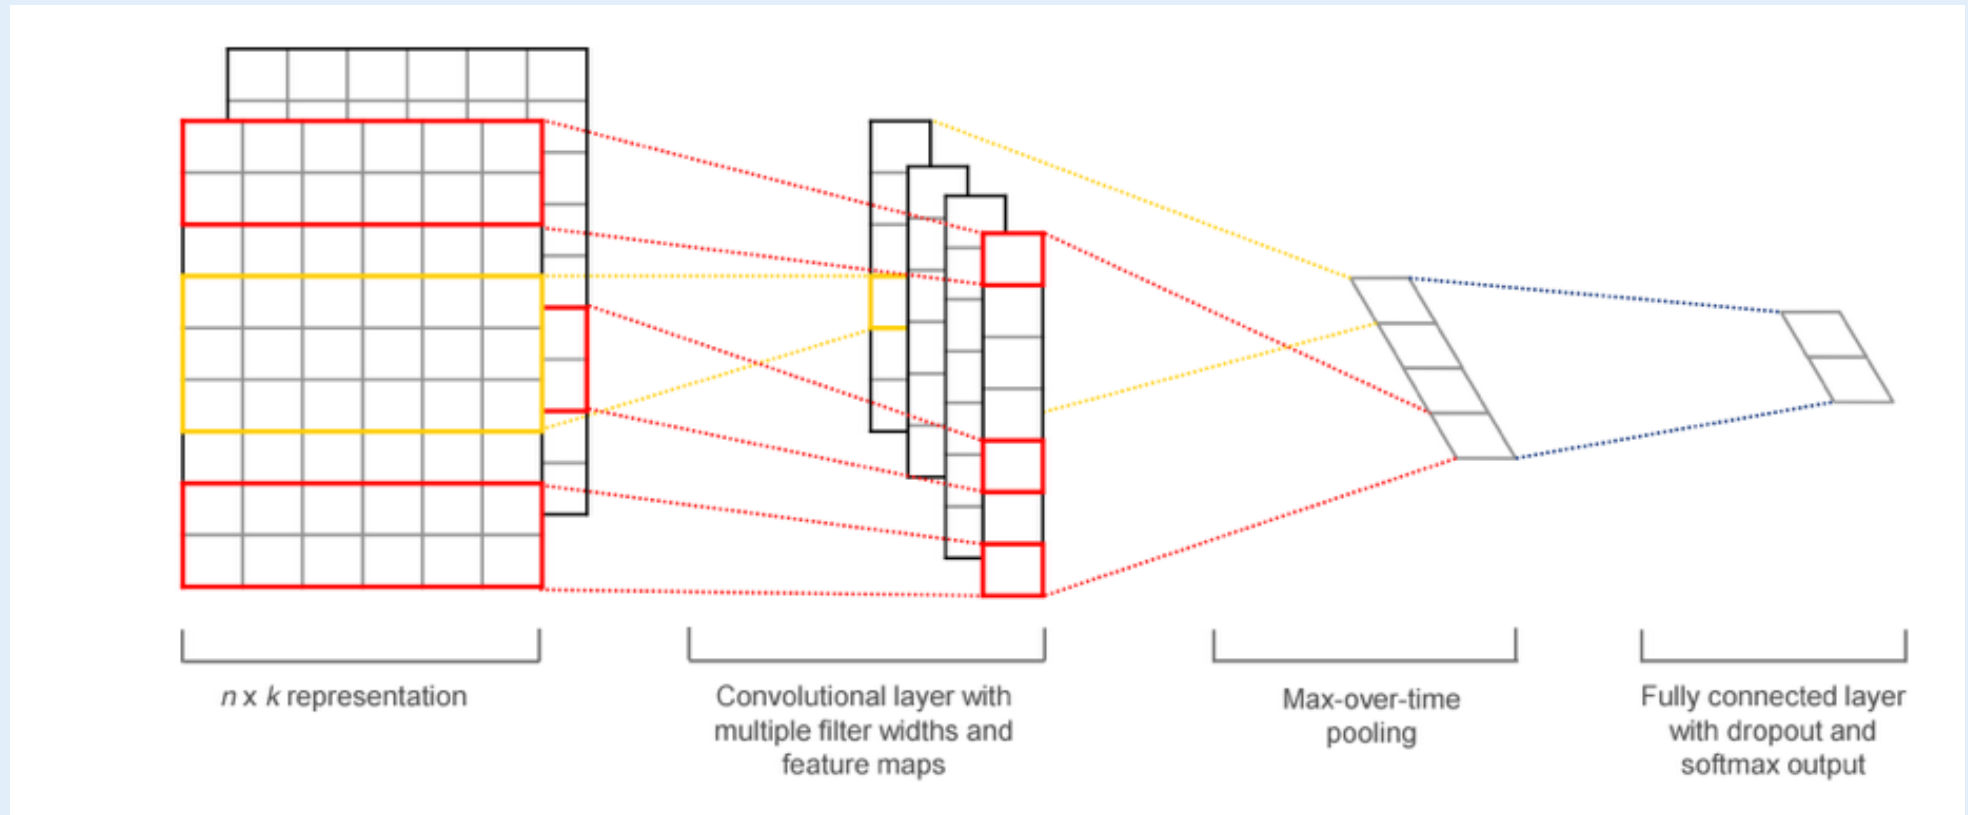 n x k representation
Convolutional layer with
multiple filter widths and
feature maps
Max-over-time
pooling
Fully connected layer
with dropout and
softmax output